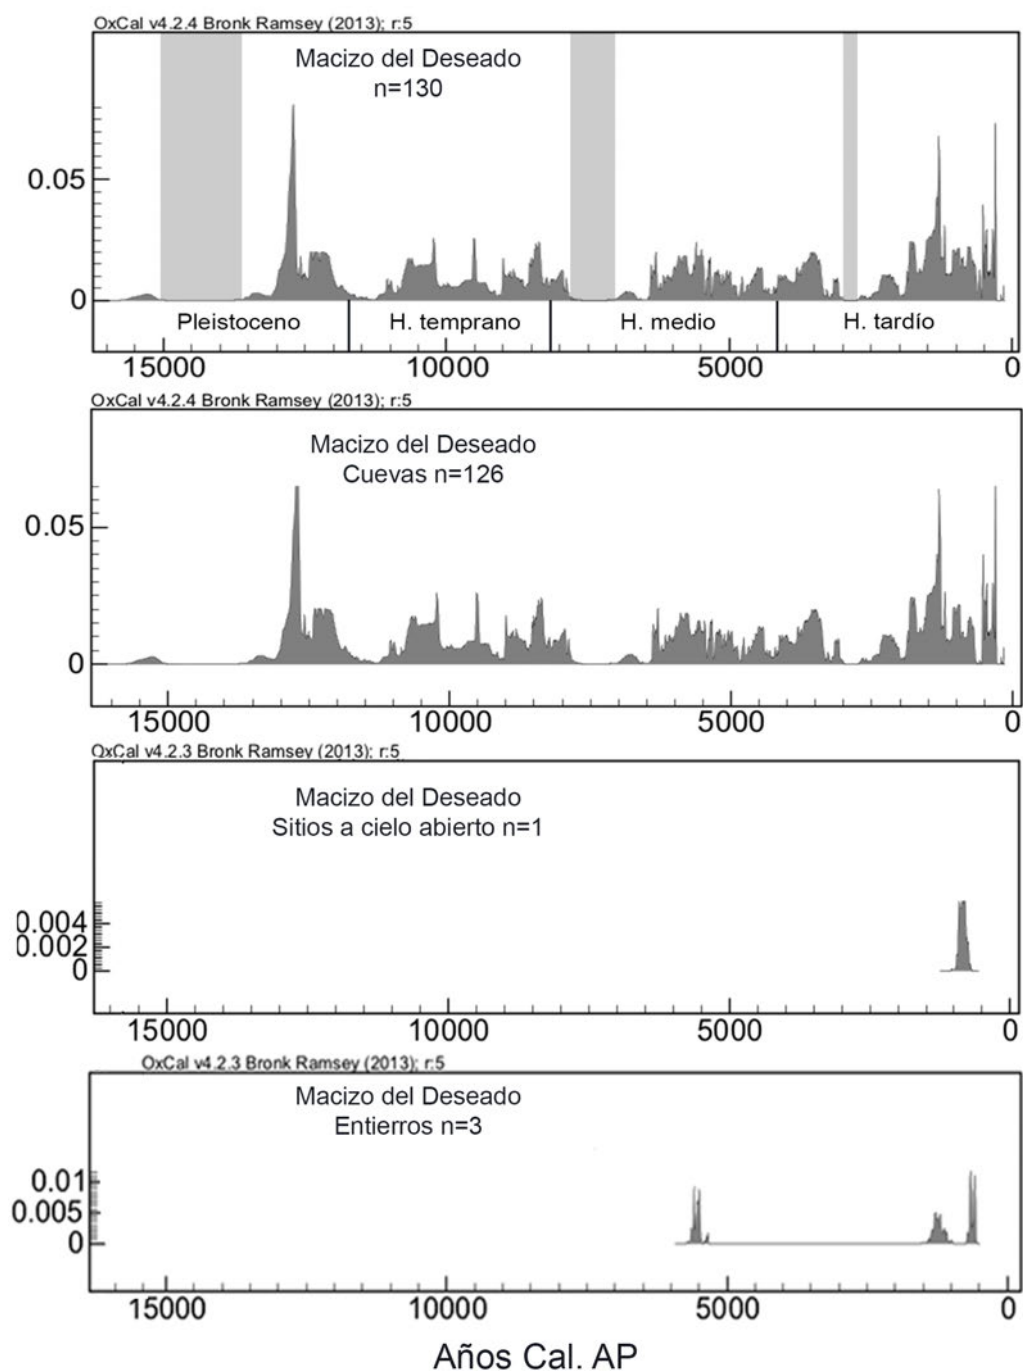 OxCal v4.2.4 Bronk Ramsey (2013); r:5
Macizo del Deseado
n=130
0.05
0
Pleistoceno H. temprano H. medio H. tardío
15000 10000 5000 0
OxCal v4.2.4 Bronk Ramsey (2013); r:5
Macizo del Deseado
Cuevas n=126
0.05
0
15000 10000 5000 0
OxCal v4.2.3 Bronk Ramsey (2013); r:5
Macizo del Deseado
Sitios a cielo abierto n=1
0.004
0.002
0
15000 10000 5000 0
OxCal v4.2.3 Bronk Ramsey (2013); r:5
Macizo del Deseado
Entierros n=3
0.01
0.005
0
15000 10000 5000 0
Años Cal. AP